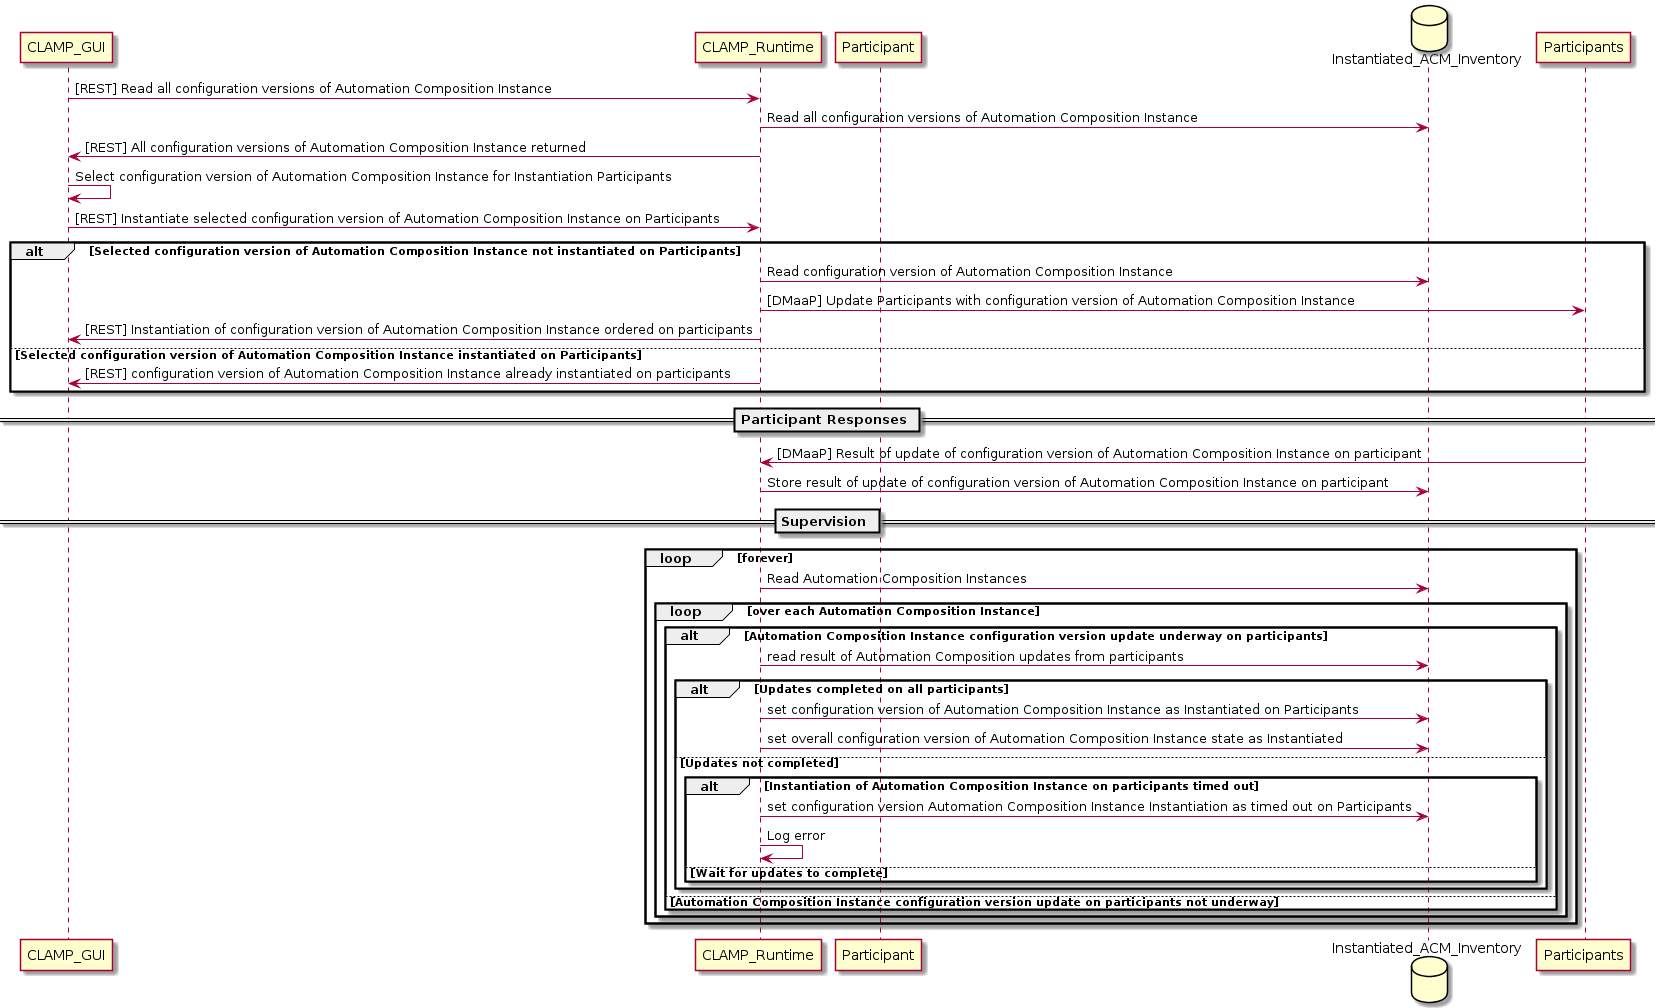 CLAMP_GUI CLAMP_Runtime Participant Instantiated_ACM_Inventory Participants
[REST] Read all configuration versions of Automation Composition Instance
Read all configuration versions of Automation Composition Instance
[REST] All configuration versions of Automation Composition Instance returned
Select configuration version of Automation Composition Instance for Instantiation Participants
[REST] Instantiate selected configuration version of Automation Composition Instance on Participants
alt [Selected configuration version of Automation Composition Instance not instantiated on Participants]
Read configuration version of Automation Composition Instance
[DMaaP] Update Participants with configuration version of Automation Composition Instance
[REST] Instantiation of configuration version of Automation Composition Instance ordered on participants
[Selected configuration version of Automation Composition Instance instantiated on Participants]
[REST] configuration version of Automation Composition Instance already instantiated on participants
Participant Responses
[DMaaP] Result of update of configuration version of Automation Composition Instance on participant
Store result of update of configuration version of Automation Composition Instance on participant
Supervision
loop [forever]
Read Automation Composition Instances
loop [over each Automation Composition Instance]
alt [Automation Composition Instance configuration version update underway on participants]
read result of Automation Composition updates from participants
alt [Updates completed on all participants]
set configuration version of Automation Composition Instance as Instantiated on Participants
set overall configuration version of Automation Composition Instance state as Instantiated
[Updates not completed]
alt [Instantiation of Automation Composition Instance on participants timed out]
set configuration version Automation Composition Instance Instantiation as timed out on Participants
Log error
[Wait for updates to complete]
[Automation Composition Instance configuration version update on participants not underway]
CLAMP_GUI CLAMP_Runtime Participant Instantiated_ACM_Inventory Participants